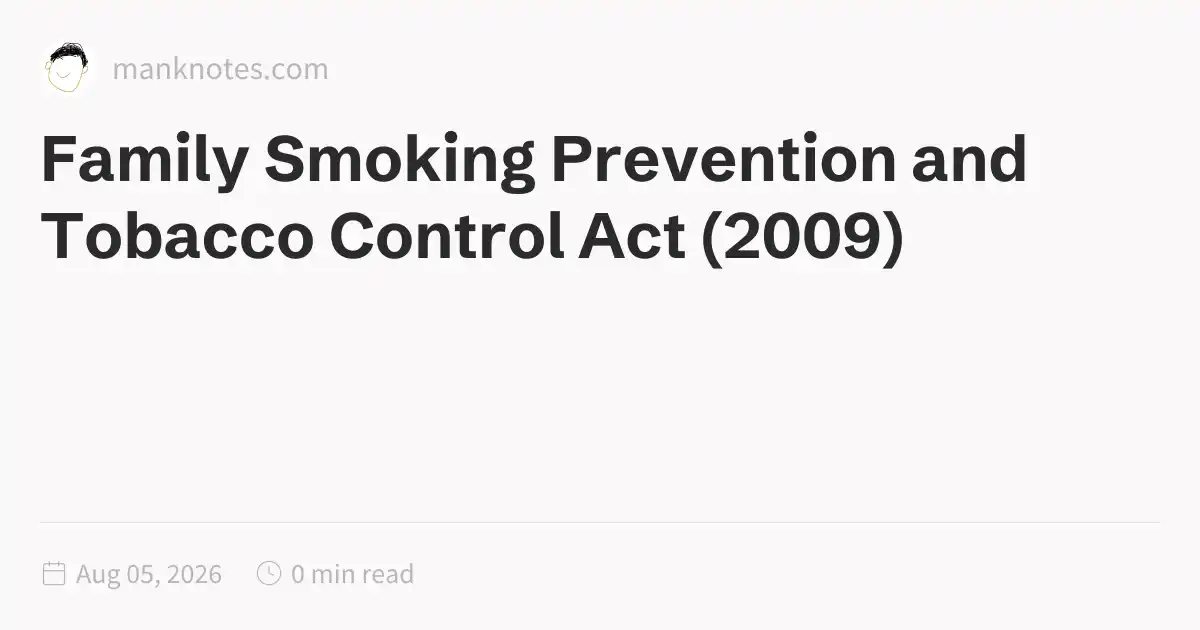 manknotes.com
Family Smoking Prevention and
Tobacco Control Act (2009)
Aug 05, 2026 0 min read